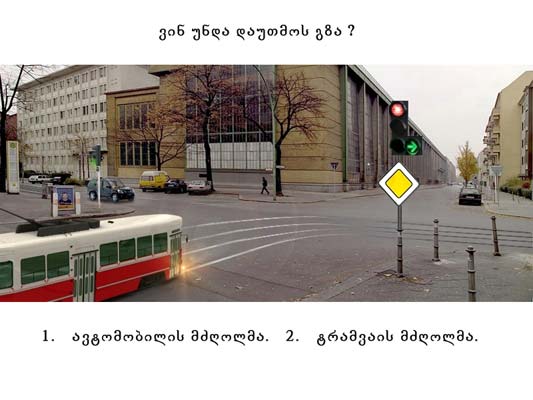 ვინ უნდა დაუთმოს გზა ?
1. ავტომობილის მძღოლმა. 2. ტრამვაის მძღოლმა.